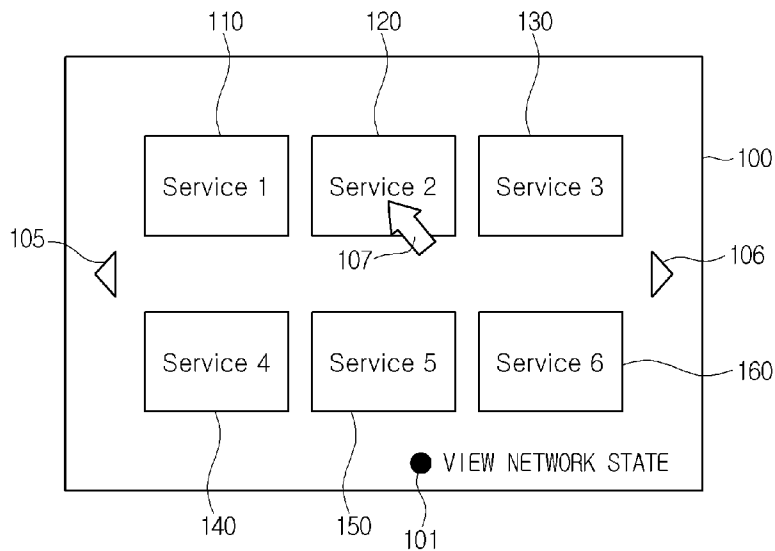 110 120 130
100
Service 1 Service 2 Service 3
105 107 106
Service 4 Service 5 Service 6
160
VIEW NETWORK STATE
140 150 101